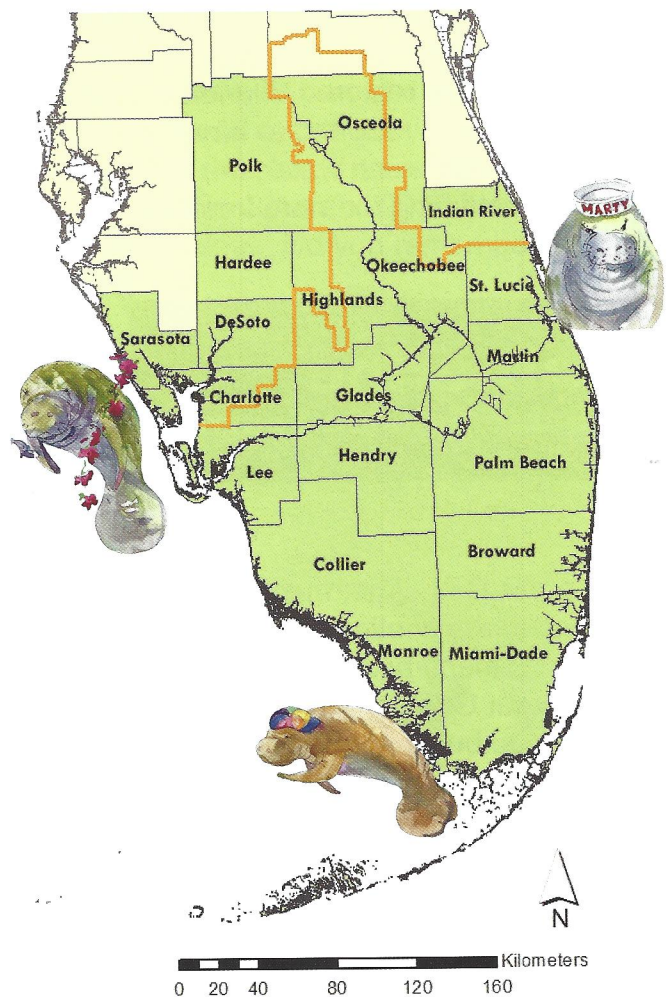 Osceola
Polk
Indian River
MARTY
Hardee
Okeechobee
St. Lucie
Highlands
DeSoto
Sarasota
Martin
Charlotte
Glades
Hendry
Lee
Palm Beach
Broward
Collier
Monroe
Miami-Dade
N
Kilometers
0 20 40 80 120 160